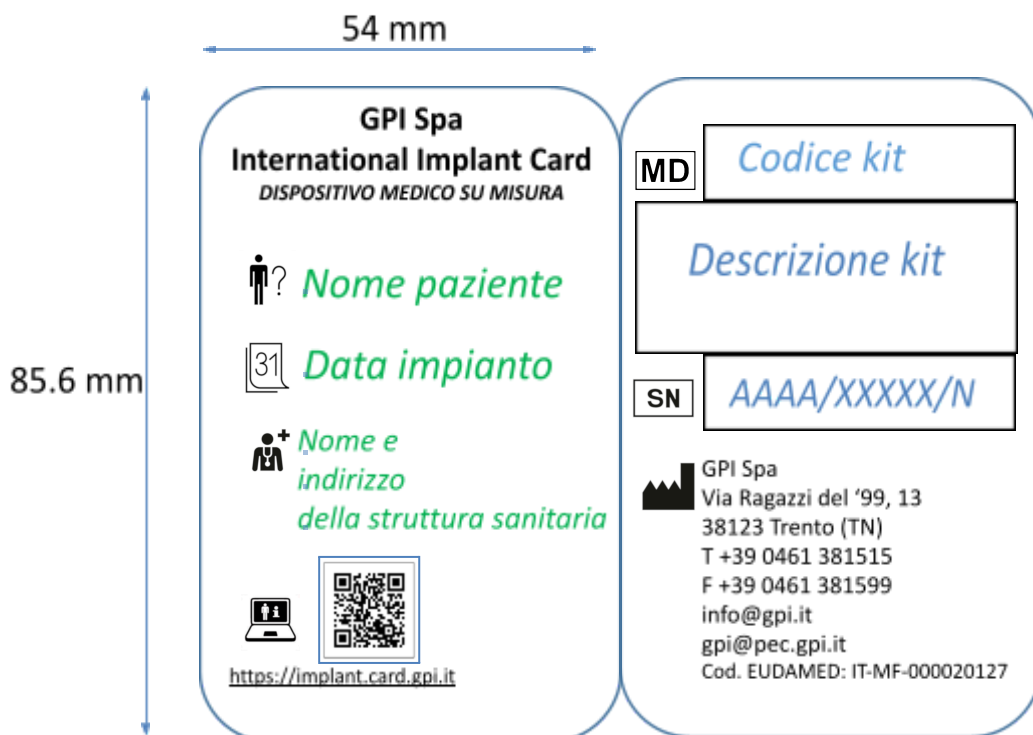 54 mm
85.6 mm
GPI Spa
International Implant Card
DISPOSITIVO MEDICO SU MISURA
? Nome paziente
31 Data impianto
Nome e
indirizzo
della struttura sanitaria
https://implant.card.gpi.it
MD Codice kit
Descrizione kit
SN AAAA/XXXXX/N
GPI Spa
Via Ragazzi del ‘99, 13
38123 Trento (TN)
T +39 0461 381515
F +39 0461 381599
info@gpi.it
gpi@pec.gpi.it
Cod. EUDAMED: IT-MF-000020127